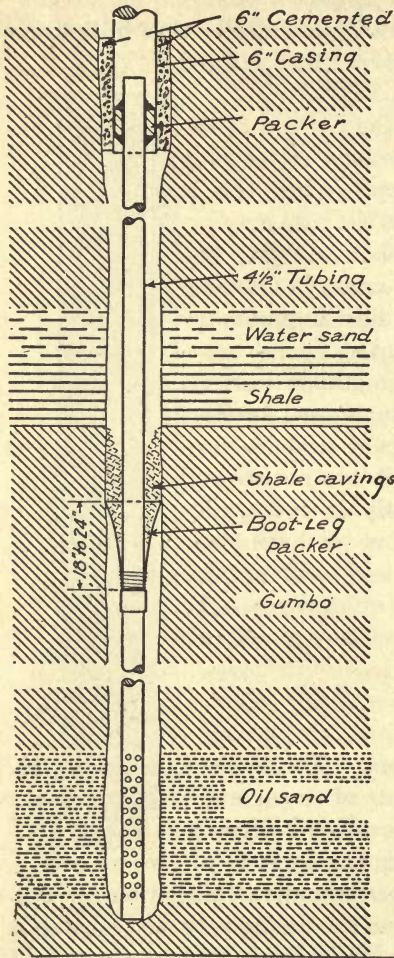 6" Cemented
6" Casing
Packer
4½" Tubing
Water sand
Shale
Shale cavings
Boot-Leg
Packer
18" to 24"
Gumbo
Oil sand